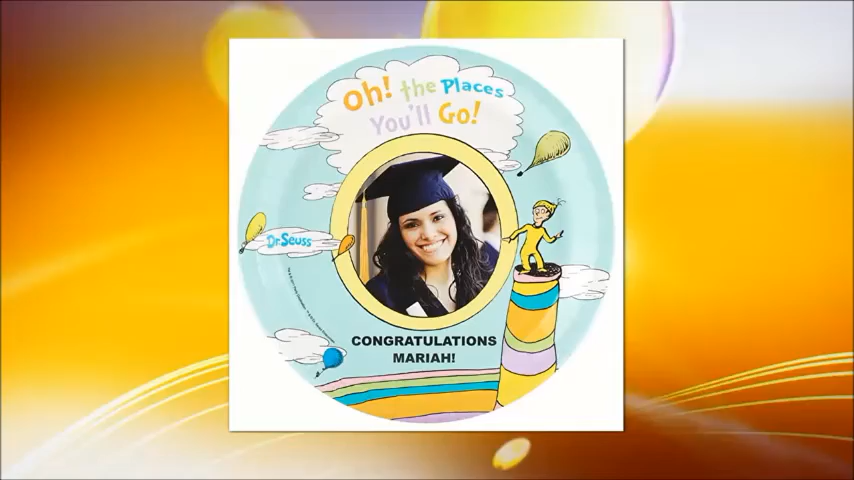 Oh! the Places
You'll Go!
Dr.Seuss
CONGRATULATIONS
MARIAH!